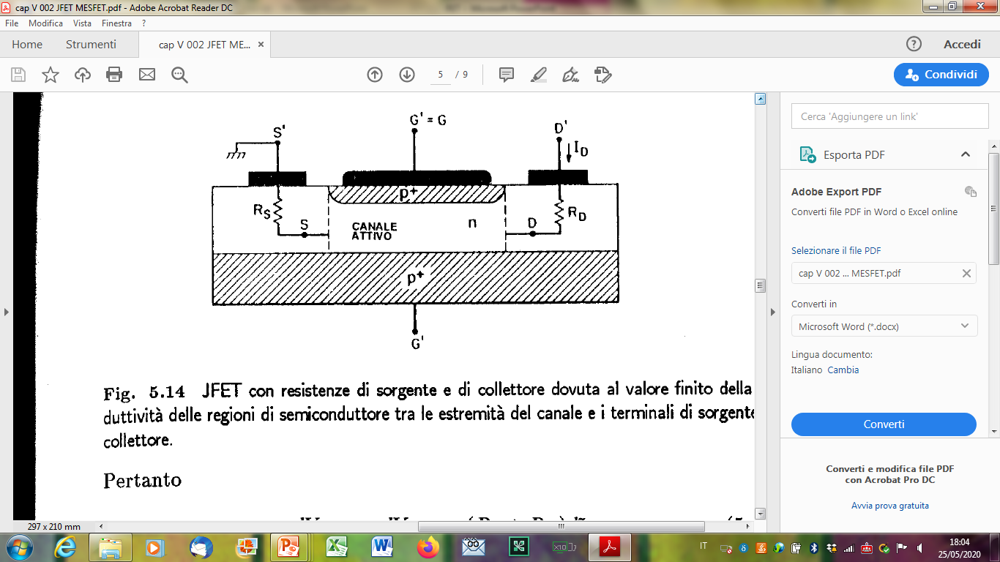 cap V 002 JFET MESFET.pdf - Adobe Acrobat Reader DC
File Modifica Vista Finestra ?
Home Strumenti cap V 002 JFET ME... × Accedi
5 / 9 Condividi
G' = G
S' D'
I_D
p+
R_S R_D
S CANALE n D
ATTIVO
p+
G'
Fig. 5.14 JFET con resistenze di sorgente e di collettore dovuta al valore finito della
duttività delle regioni di semiconduttore tra le estremità del canale e i terminali di sorgente
collettore.
Pertanto
297 x 210 mm
Cerca 'Aggiungere un link'
Esporta PDF
Adobe Export PDF
Converti file PDF in Word o Excel online
Selezionare il file PDF
cap V 002 ... MESFET.pdf
Converti in
Microsoft Word (*.docx)
Lingua documento:
Italiano Cambia
Converti
Converti e modifica file PDF
con Acrobat Pro DC
Avvia prova gratuita
IT 18:04
25/05/2020